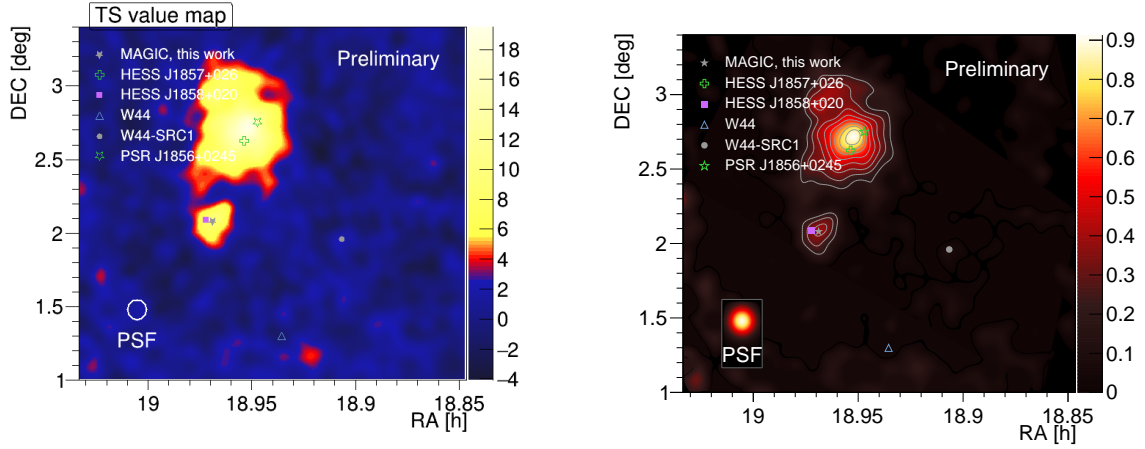 TS value map
DEC [deg]
3
2.5
2
1.5
1
MAGIC, this work
HESS J1857+026
HESS J1858+020
W44
W44-SRC1
PSR J1856+0245
Preliminary
PSF
19
18.95
18.9
18.85
RA [h]
18
16
14
12
10
8
6
4
2
0
−2
−4
DEC [deg]
3
2.5
2
1.5
1
MAGIC, this work
HESS J1857+026
HESS J1858+020
W44
W44-SRC1
PSR J1856+0245
Preliminary
PSF
19
18.95
18.9
18.85
RA [h]
0.9
0.8
0.7
0.6
0.5
0.4
0.3
0.2
0.1
0